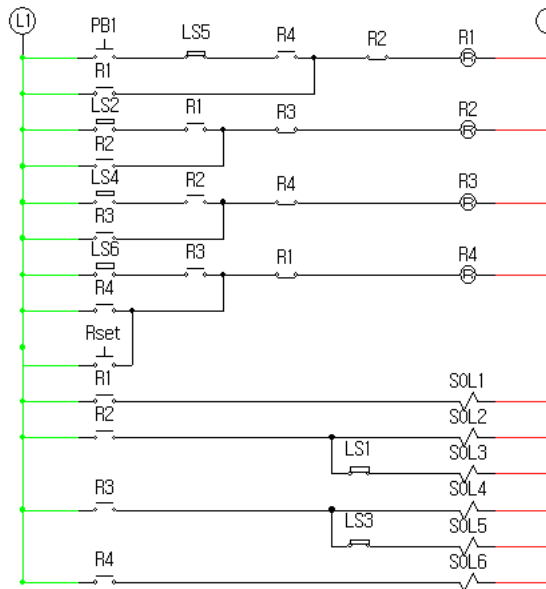 L1
PB1 LS5 R4 R2 R1
R1
LS2 R1 R3 R2
R2
LS4 R2 R4 R3
R3
LS6 R3 R1 R4
R4
Rset
R1 SOL1
R2 SOL2
LS1 SOL3
R3 SOL4
LS3 SOL5
R4 SOL6
R
R
R
R